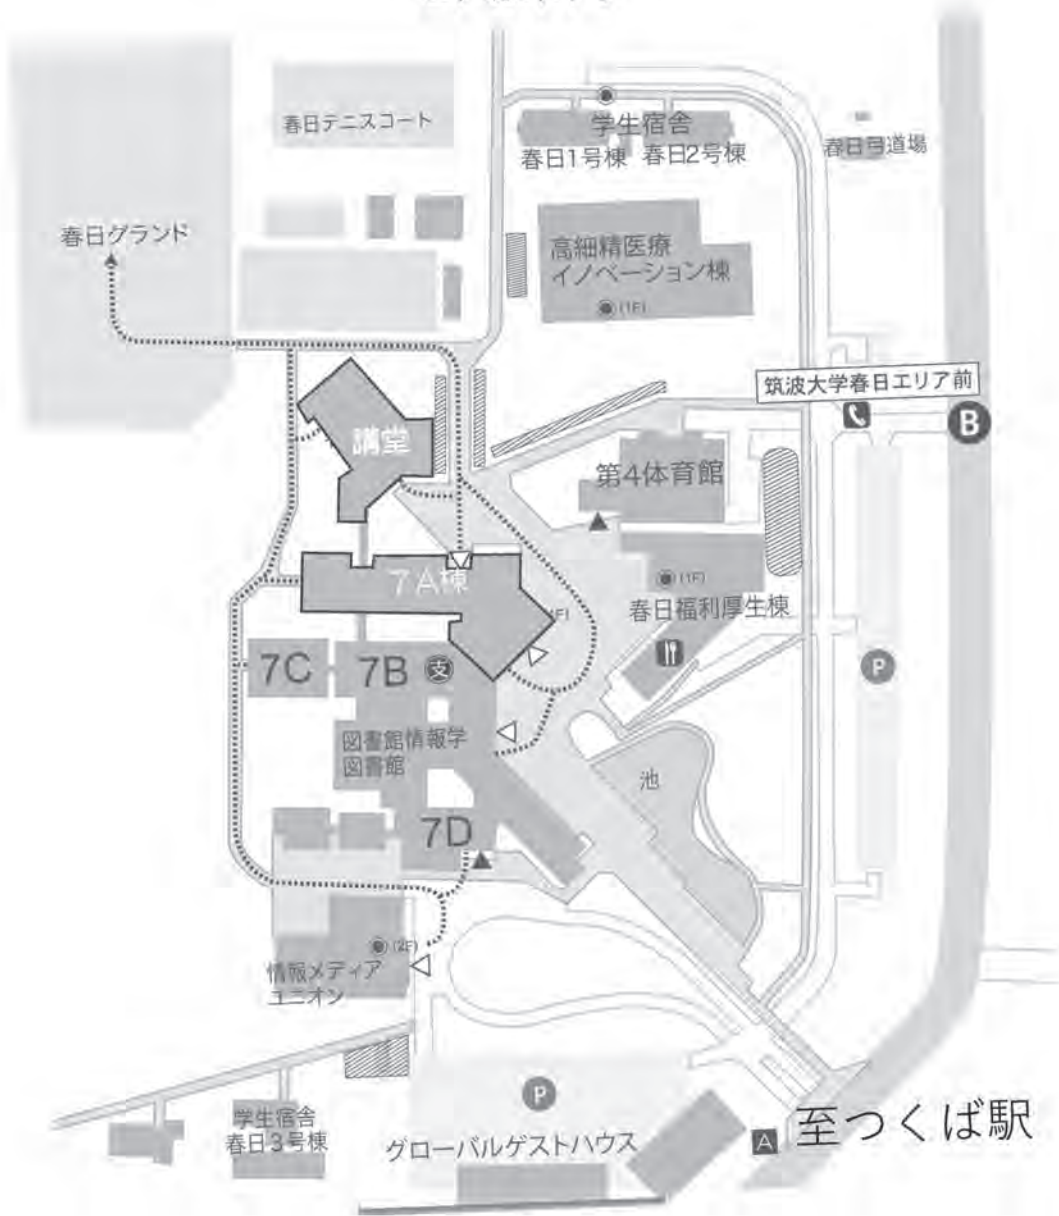 春日テニスコート
学生宿舎
春日1号棟 春日2号棟
春日弓道場
春日グランド
高細精医療
イノベーション棟
(1F)
筑波大学春日エリア前
B
講堂
第4体育館
7A棟
(1F)
春日福利厚生棟
7C
7B
支
P
図書館情報学
図書館
池
7D
(2F)
情報メディア
ユニオン
P
学生宿舎
春日3号棟
グローバルゲストハウス
A
至つくば駅